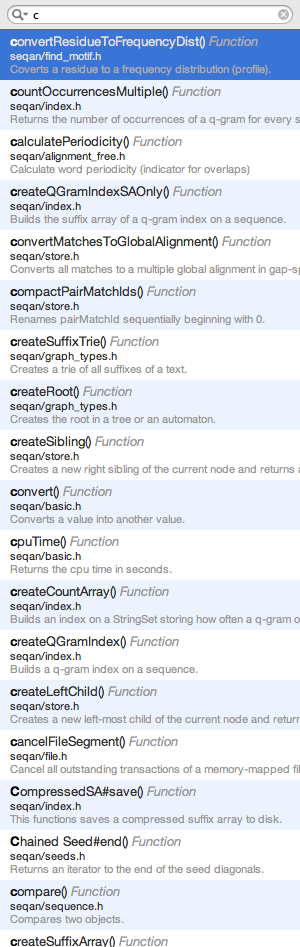 c
convertResidueToFrequencyDist() Function
seqan/find_motif.h
Coverts a residue to a frequency distribution (profile).
countOccurrencesMultiple() Function
seqan/index.h
Returns the number of occurrences of a q-gram for every s
calculatePeriodicity() Function
seqan/alignment_free.h
Calculate word periodicity (indicator for overlaps)
createQGramIndexSAOnly() Function
seqan/index.h
Builds the suffix array of a q-gram index on a sequence.
convertMatchesToGlobalAlignment() Function
seqan/store.h
Converts all matches to a multiple global alignment in gap-sp
compactPairMatchIds() Function
seqan/store.h
Renames pairMatchId sequentially beginning with 0.
createSuffixTrie() Function
seqan/graph_types.h
Creates a trie of all suffixes of a text.
createRoot() Function
seqan/graph_types.h
Creates the root in a tree or an automaton.
createSibling() Function
seqan/store.h
Creates a new right sibling of the current node and returns a
convert() Function
seqan/basic.h
Converts a value into another value.
cpuTime() Function
seqan/basic.h
Returns the cpu time in seconds.
createCountArray() Function
seqan/index.h
Builds an index on a StringSet storing how often a q-gram o
createQGramIndex() Function
seqan/index.h
Builds a q-gram index on a sequence.
createLeftChild() Function
seqan/store.h
Creates a new left-most child of the current node and return
cancelFileSegment() Function
seqan/file.h
Cancel all outstanding transactions of a memory-mapped fil
CompressedSA#save() Function
seqan/index.h
This functions saves a compressed suffix array to disk.
Chained Seed#end() Function
seqan/seeds.h
Returns an iterator to the end of the seed diagonals.
compare() Function
seqan/sequence.h
Compares two objects.
createSuffixArray() Function